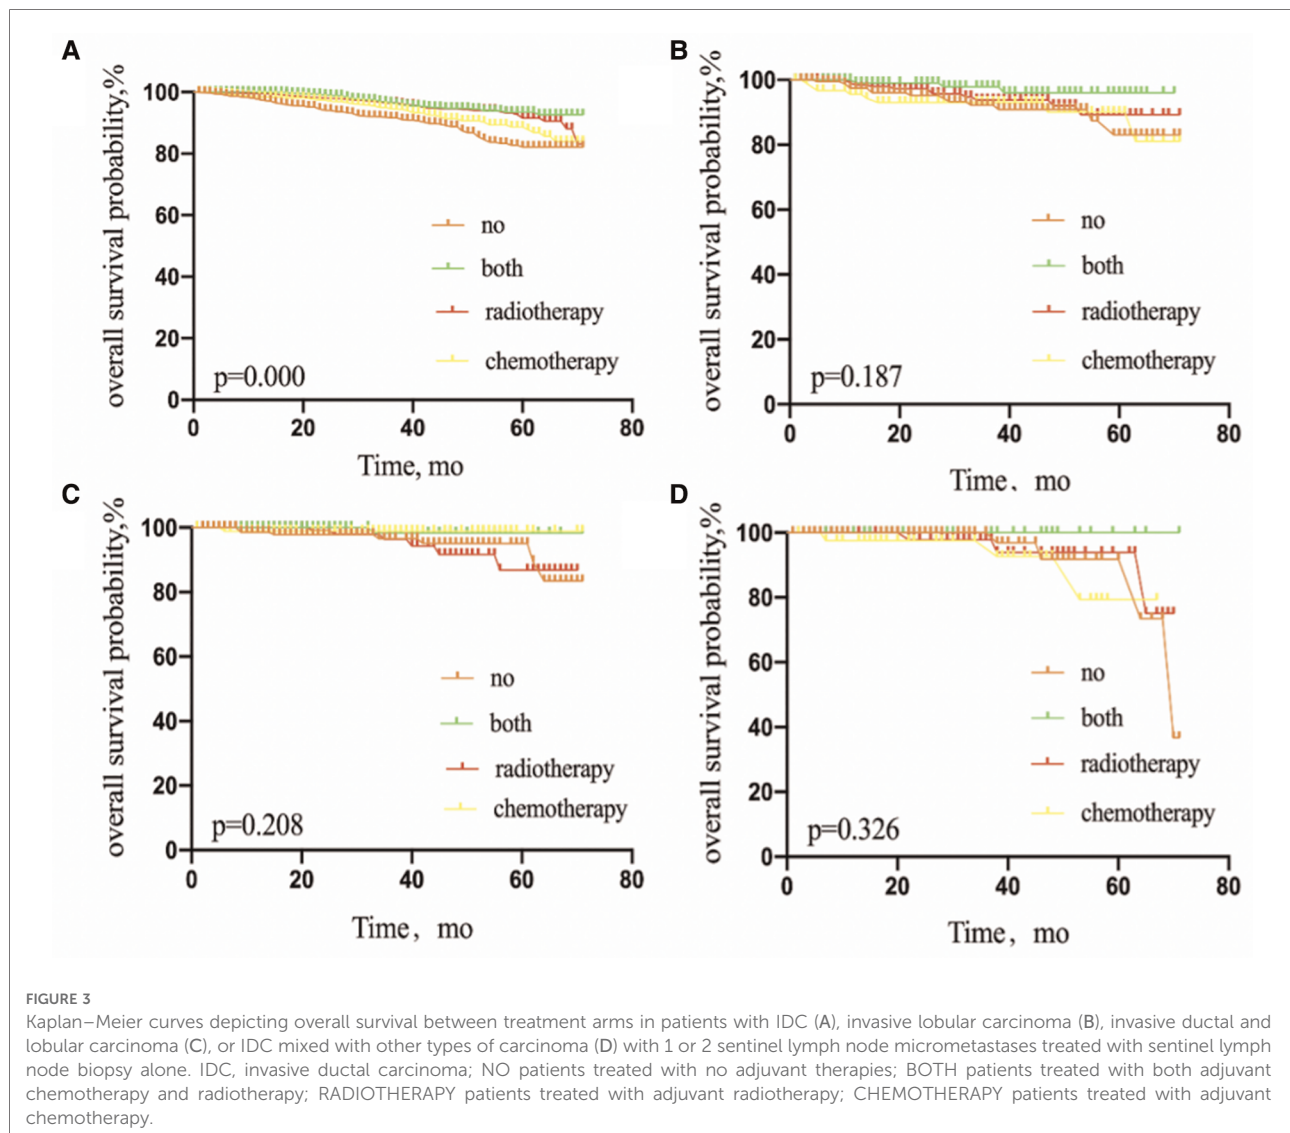 A
overall survival probability,%
100
80
60
40
20
0
no
both
radiotherapy
chemotherapy
p=0.000
0 20 40 60 80
Time, mo
B
overall survival probability,%
100
80
60
40
20
0
no
both
radiotherapy
chemotherapy
p=0.187
0 20 40 60 80
Time, mo
C
overall survival probability,%
100
80
60
40
20
0
no
both
radiotherapy
chemotherapy
p=0.208
0 20 40 60 80
Time, mo
D
overall survival probability,%
100
80
60
40
20
0
no
both
radiotherapy
chemotherapy
p=0.326
0 20 40 60 80
Time, mo
FIGURE 3
Kaplan–Meier curves depicting overall survival between treatment arms in patients with IDC (A), invasive lobular carcinoma (B), invasive ductal and
lobular carcinoma (C), or IDC mixed with other types of carcinoma (D) with 1 or 2 sentinel lymph node micrometastases treated with sentinel lymph
node biopsy alone. IDC, invasive ductal carcinoma; NO patients treated with no adjuvant therapies; BOTH patients treated with both adjuvant
chemotherapy and radiotherapy; RADIOTHERAPY patients treated with adjuvant radiotherapy; CHEMOTHERAPY patients treated with adjuvant
chemotherapy.